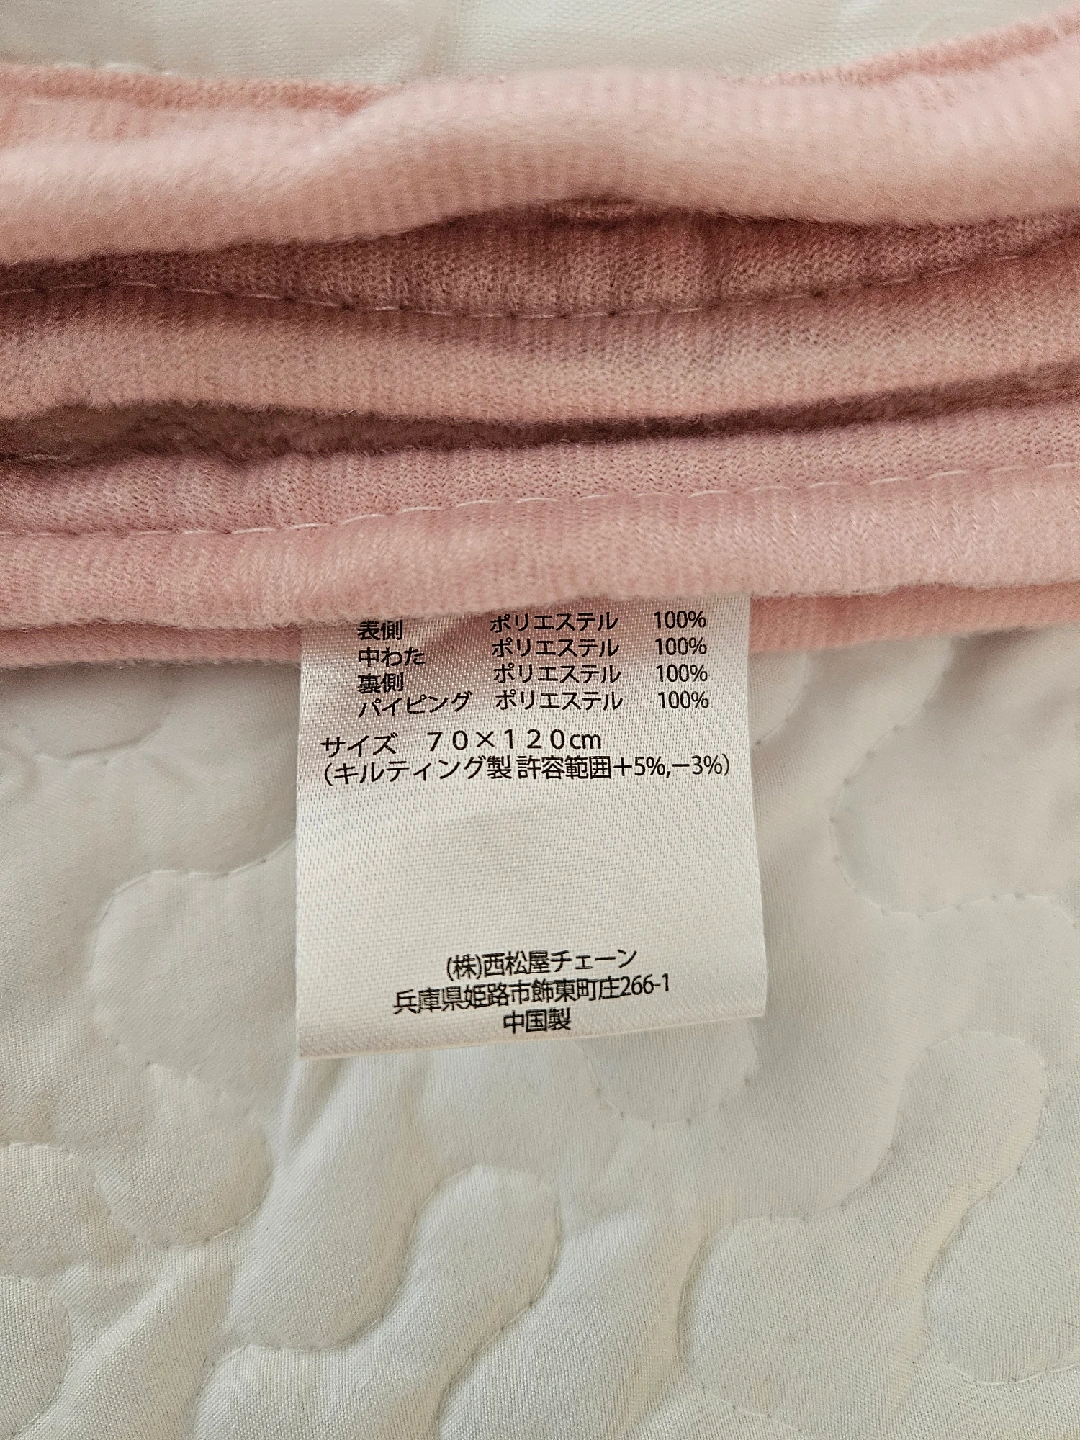 表側 ポリエステル 100%
中わた ポリエステル 100%
裏側 ポリエステル 100%
パイピング ポリエステル 100%
サイズ ７０×１２０cm
（キルティング製 許容範囲＋5%,－3%）
(株)西松屋チェーン
兵庫県姫路市飾東町庄266-1
中国製